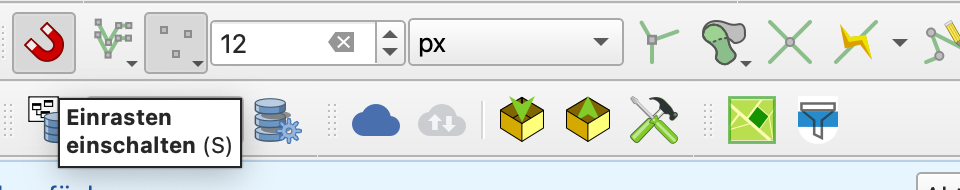 12
px
Einrasten
einschalten (S)